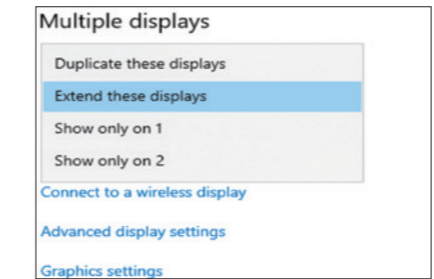 Multiple displays
Duplicate these displays
Extend these displays
Show only on 1
Show only on 2
Connect to a wireless display
Advanced display settings
Graphics settings